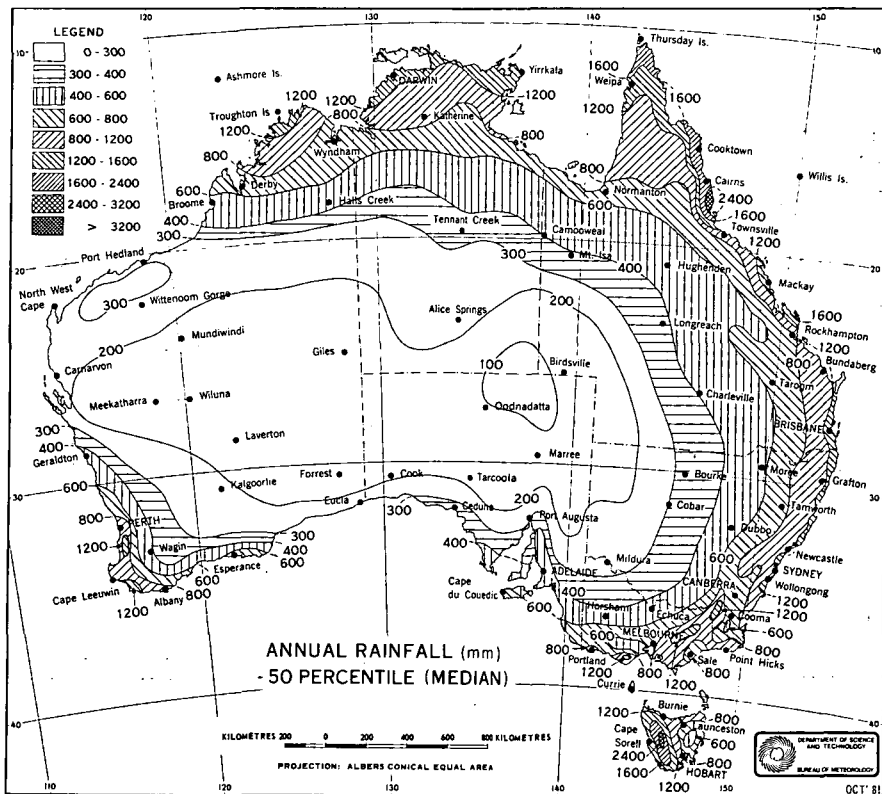 LEGEND
0 - 300
300 - 400
400 - 600
600 - 800
800 - 1200
1200 - 1600
1600 - 2400
2400 - 3200
> 3200
120
130
140
150
10
10
Thursday Is.
Ashmore Is.
DARWIN
Yirrkala
1600
Weipa
1200
1200
Troughton Is
1200
1200
800
Katherine
1200
1600
800
Cooktown
Wyndham
800
Derby
800
Cairns
Willis Is.
600
Broome
Halls Creek
Normanton
2400
1600
400
300
Tennant Creek
Camooweal
600
Townsville
1200
Port Hedland
300
Mt. Isa
400
20
20
Hughenden
Mackay
North West
Cape
300
Wittenoom Gorge
Alice Springs
200
1600
Rockhampton
200
Mundiwindi
Longreach
1200
Bundaberg
Giles
100
Birdsville
Carnarvon
Taroom
Meekatharra
Wiluna
Oodnadatta
Charleville
BRISBANE
300
400
Geraldton
Laverton
Marree
600
Kalgoorlie
Forrest
Cook
Tarcoola
Bourke
Moree
Grafton
30
30
Eucla
300
Ceduna
200
Port Augusta
Cobar
Tamworth
800
PERTH
1200
Wagin
300
400
600
Esperance
600
400
Mildura
Dubbo
600
Newcastle
SYDNEY
Wollongong
Cape Leeuwin
1200
Albany
800
Cape
du Couedic
ADELAIDE
600
400
Horsham
Echuca
CANBERRA
Cooma
1200
1200
600
800
ANNUAL RAINFALL (mm)
- 50 PERCENTILE (MEDIAN)
600
MELBOURNE
800
Portland
1200
800
Sale
800
1200
Point Hicks
150
Currie
KILOMETRES 200 0 200 400 600 800 KILOMETRES
PROJECTION: ALBERS CONICAL EQUAL AREA
Burnie
1200
800
Launceston
Cape
Sorell
600
2400
800
1600
HOBART
40
40
DEPARTMENT OF SCIENCE
AND TECHNOLOGY
BUREAU OF METEOROLOGY
110
120
130
140
150